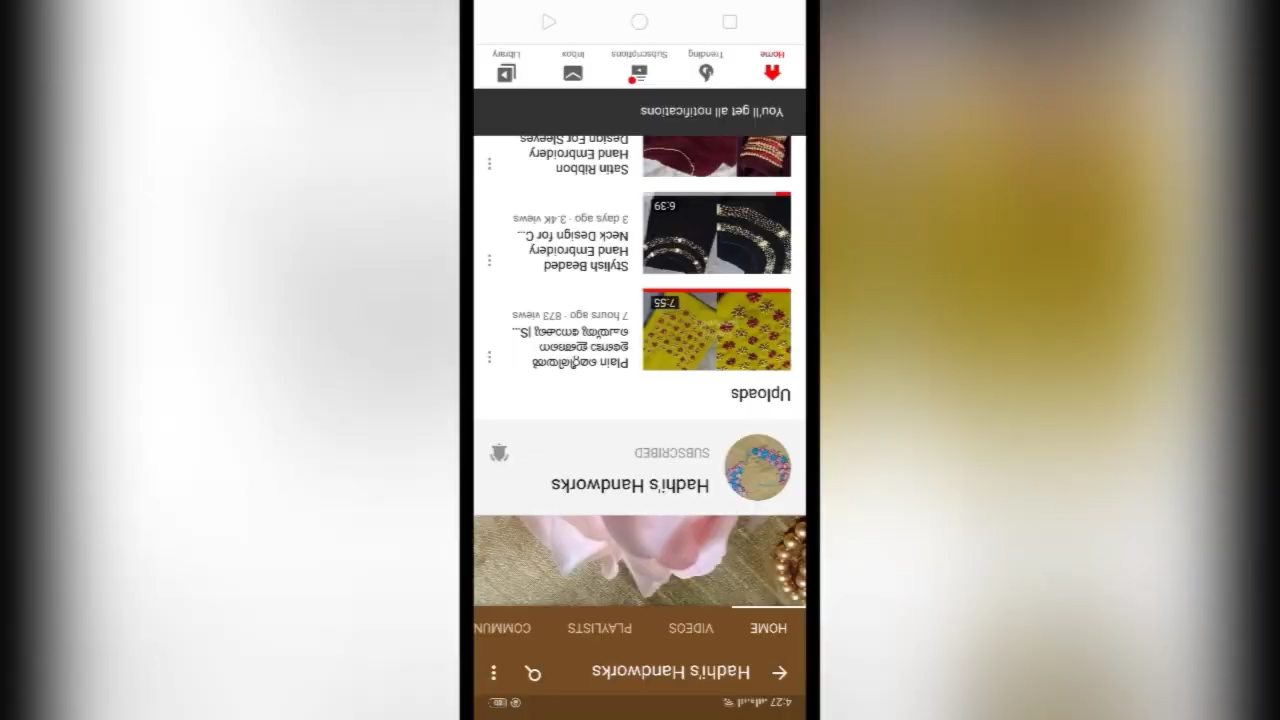 4:27
Hadhi's Handworks
HOME VIDEOS PLAYLISTS COMMUN
Hadhi's Handworks
SUBSCRIBED
Uploads
Plain മെറ്റീരിയൽ
ഇതൊന്നു
ചെയ്തു നോക്കൂ |S...
7 hours ago · 873 views
7:55
Stylish Beaded
Hand Embroidery
Neck Design for C...
3 days ago · 3.4K views
6:39
Satin Ribbon
Hand Embroidery
Design For Sleeves
You'll get all notifications
Home Trending Subscriptions Inbox Library